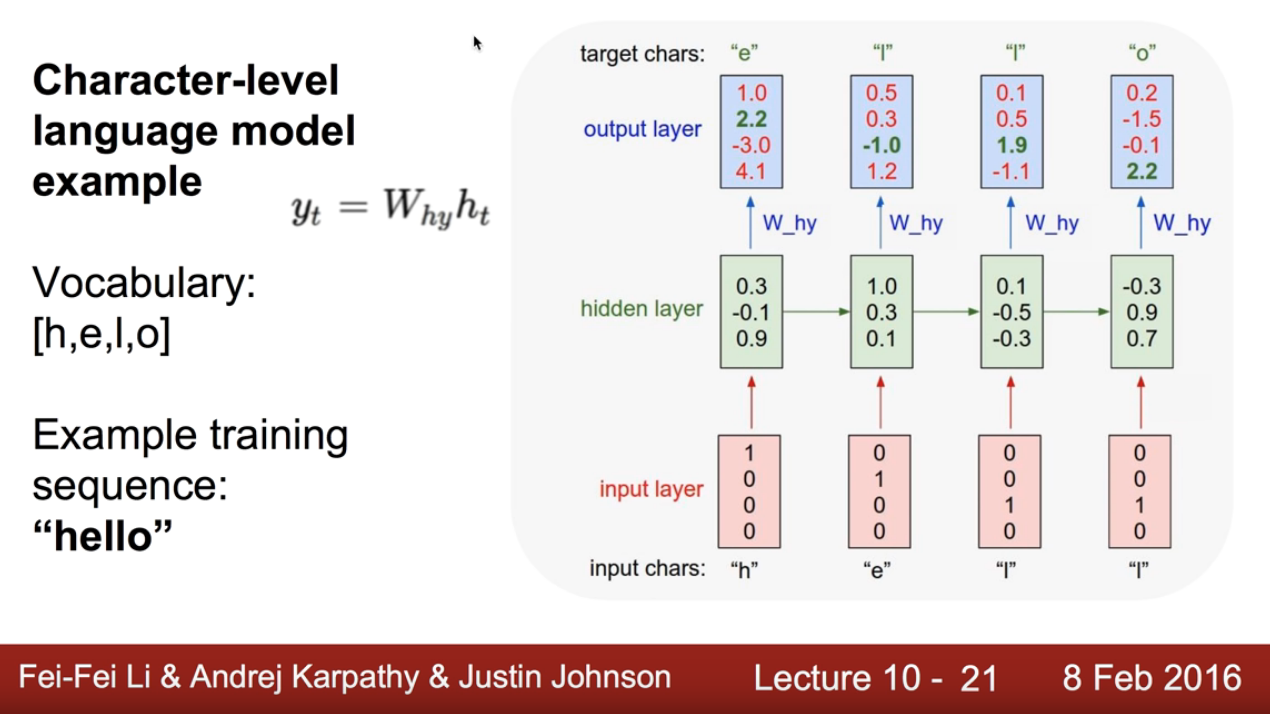 Character-level
language model
example
y_t = W_{hy}h_t
Vocabulary:
[h,e,l,o]
Example training
sequence:
“hello”
target chars: “e” “l” “l” “o”
output layer
1.0 0.5 0.1 0.2
2.2 0.3 0.5 -1.5
-3.0 -1.0 1.9 -0.1
4.1 1.2 -1.1 2.2
W_hy W_hy W_hy W_hy
hidden layer
0.3 1.0 0.1 -0.3
-0.1 0.3 -0.5 0.9
0.9 0.1 -0.3 0.7
input layer
1 0 0 0
0 1 0 0
0 0 1 1
0 0 0 0
input chars: “h” “e” “l” “l”
Fei-Fei Li & Andrej Karpathy & Justin Johnson Lecture 10 - 21 8 Feb 2016